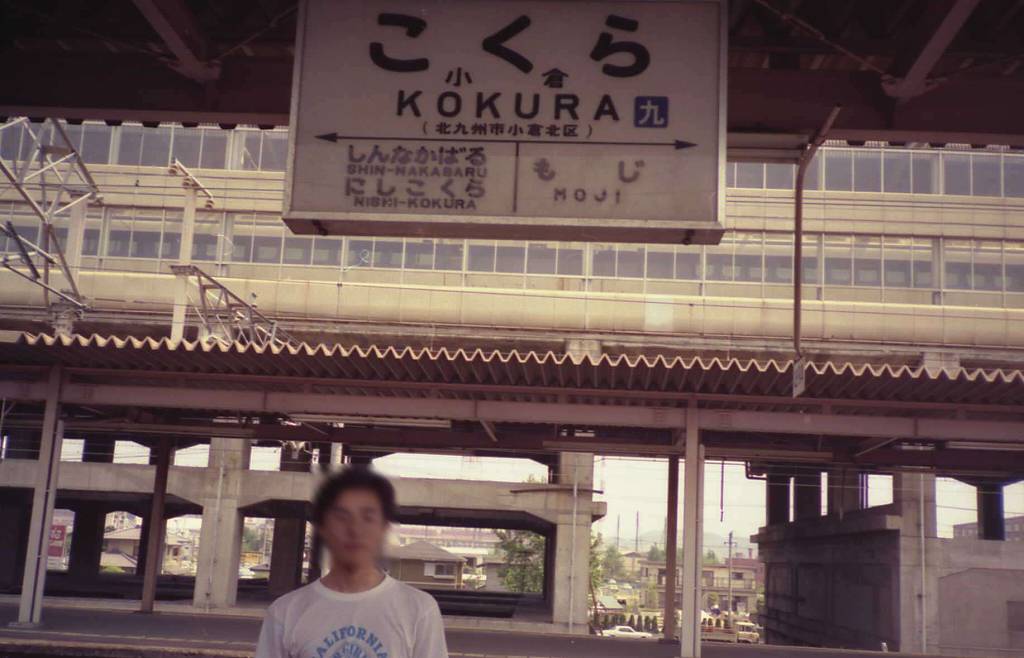 こくら
小倉
KOKURA 九
(北九州市小倉北区)
しんなかばる
SHIN-NAKABARU
にしこくら
NISHI-KOKURA
もじ
MOJI
CALIFORNIA